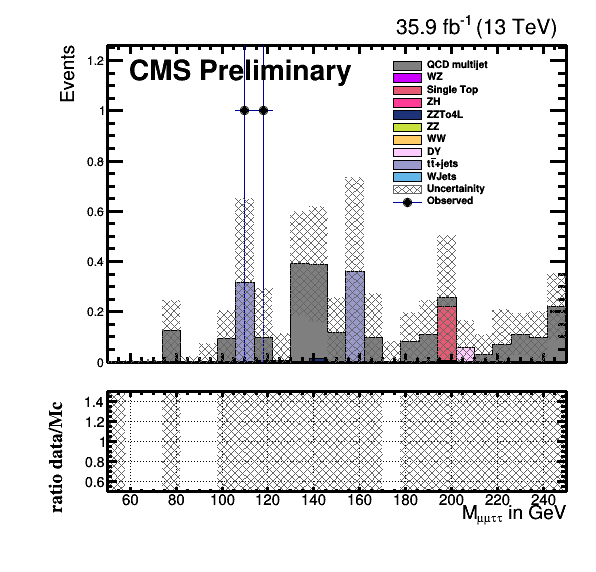 35.9 fb⁻¹ (13 TeV)
CMS Preliminary
Events
1.2
1
0.8
0.6
0.4
0.2
0
QCD multijet
WZ
Single Top
ZH
ZZTo4L
ZZ
WW
DY
tt̄+jets
WJets
Uncertainity
Observed
ratio data/Mc
1.4
1.2
1
0.8
0.6
60 80 100 120 140 160 180 200 220 240
M_μμττ in GeV